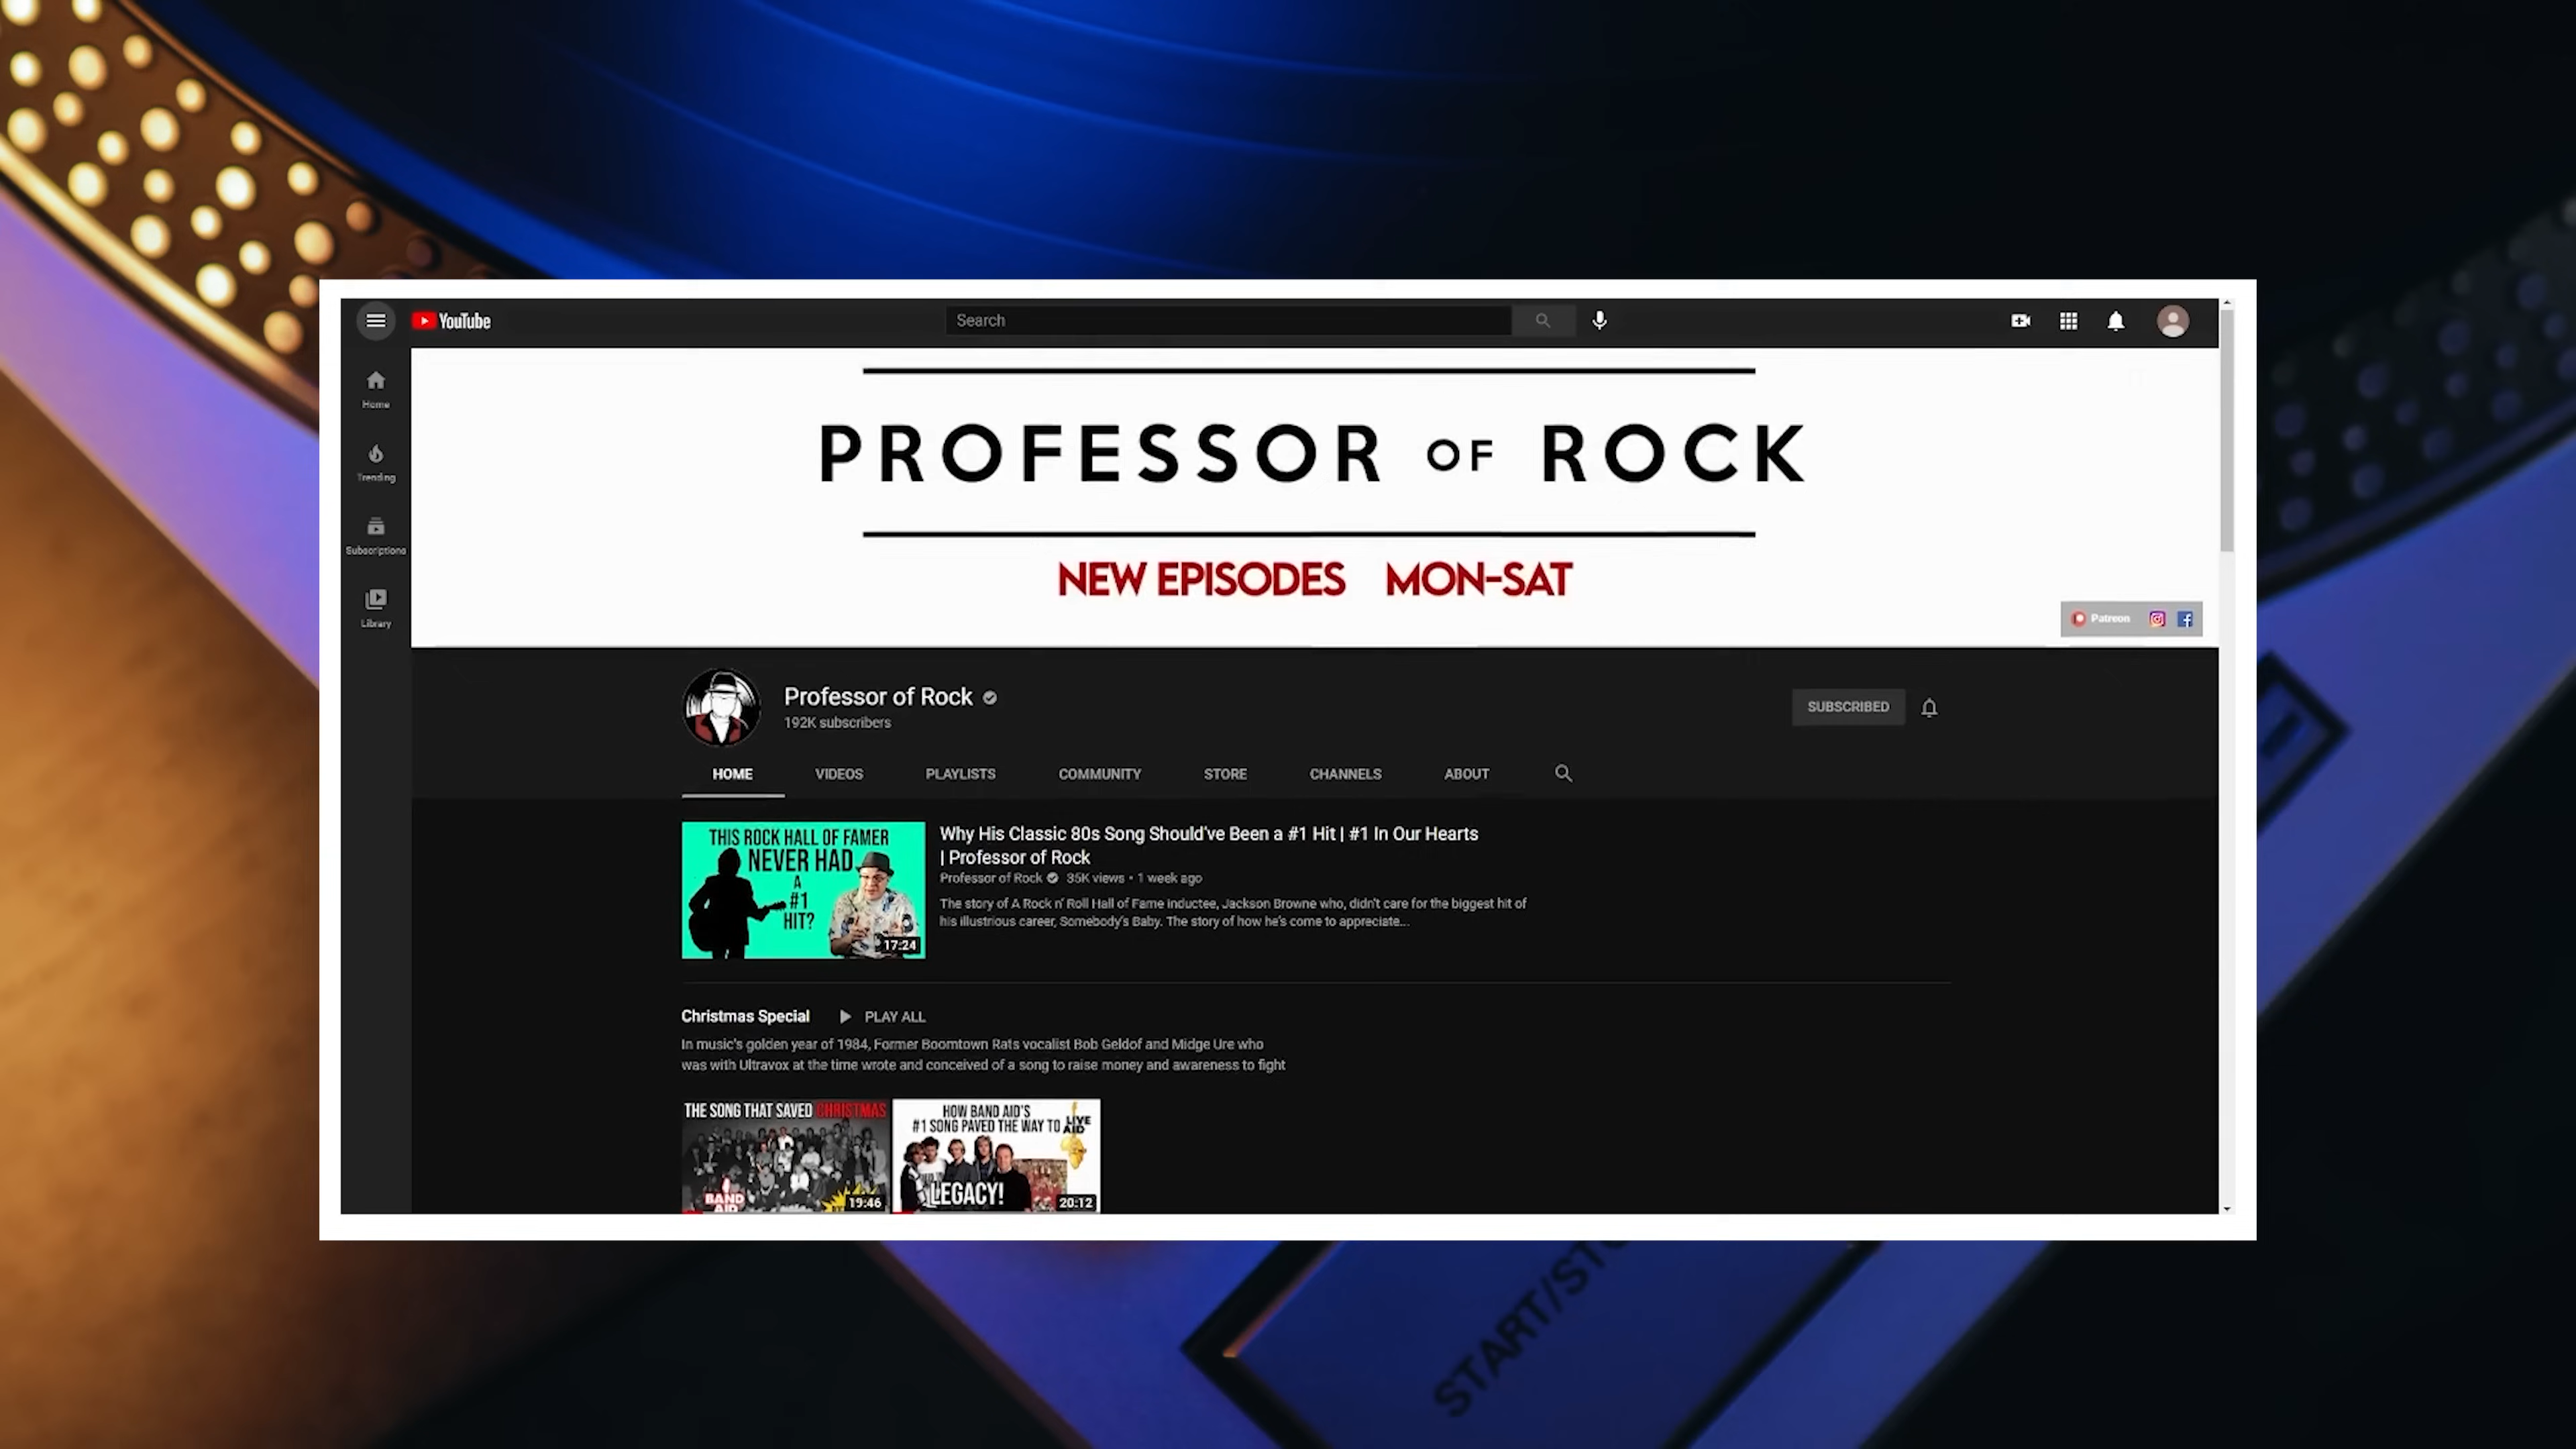 YouTube
Search
Home
Trending
Subscriptions
Library
PROFESSOR OF ROCK
NEW EPISODES MON-SAT
Patreon
Professor of Rock
192K subscribers
SUBSCRIBED
HOME VIDEOS PLAYLISTS COMMUNITY STORE CHANNELS ABOUT
THIS ROCK HALL OF FAMER
NEVER HAD
A
#1
HIT?
17:24
Why His Classic 80s Song Should've Been a #1 Hit | #1 In Our Hearts
| Professor of Rock
Professor of Rock 35K views • 1 week ago
The story of A Rock n' Roll Hall of Fame inductee, Jackson Browne who, didn't care for the biggest hit of
his illustrious career, Somebody's Baby. The story of how he's come to appreciate...
Christmas Special PLAY ALL
In music's golden year of 1984, Former Boomtown Rats vocalist Bob Geldof and Midge Ure who
was with Ultravox at the time wrote and conceived of a song to raise money and awareness to fight
THE SONG THAT SAVED CHRISTMAS
BAND
AID
19:46
HOW BAND AID'S
#1 SONG PAVED THE WAY TO LIVE
AID
LEGACY!
20:12
START/STO